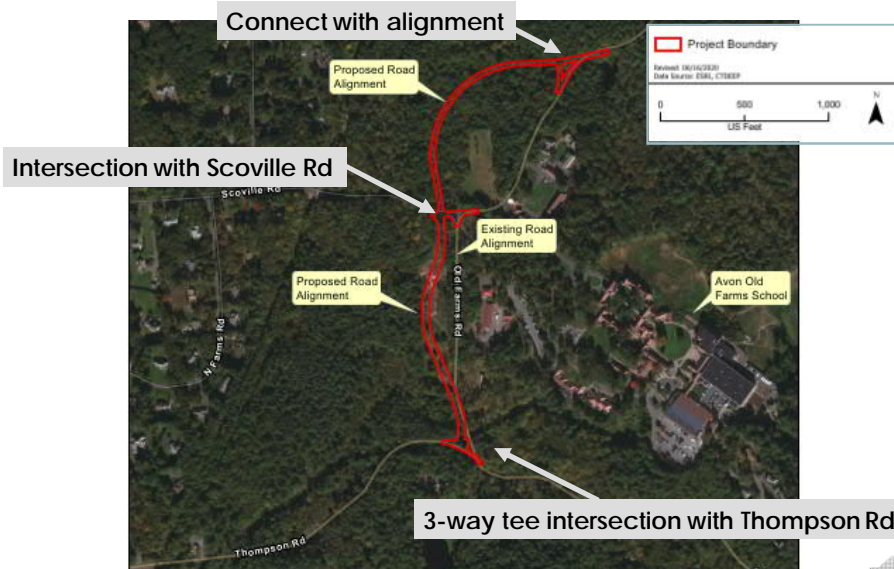 Connect with alignment
Project Boundary
Revised: 06/16/2020
Data Source: ESRI, CTDEEP
0 500 1,000
US Feet
N
Proposed Road
Alignment
Intersection with Scoville Rd
Scoville Rd
Existing Road
Alignment
Proposed Road
Alignment
Old Farms Rd
Avon Old
Farms School
N Farms Rd
3-way tee intersection with Thompson Rd
Thompson Rd